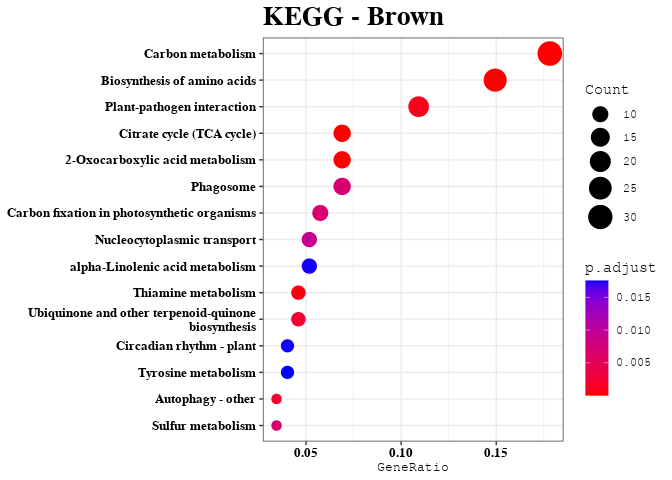 KEGG - Brown
Carbon metabolism
Biosynthesis of amino acids
Plant-pathogen interaction
Citrate cycle (TCA cycle)
2-Oxocarboxylic acid metabolism
Phagosome
Carbon fixation in photosynthetic organisms
Nucleocytoplasmic transport
alpha-Linolenic acid metabolism
Thiamine metabolism
Ubiquinone and other terpenoid-quinone
biosynthesis
Circadian rhythm - plant
Tyrosine metabolism
Autophagy - other
Sulfur metabolism
0.05 0.10 0.15
GeneRatio
Count
10
15
20
25
30
p.adjust
0.015
0.010
0.005